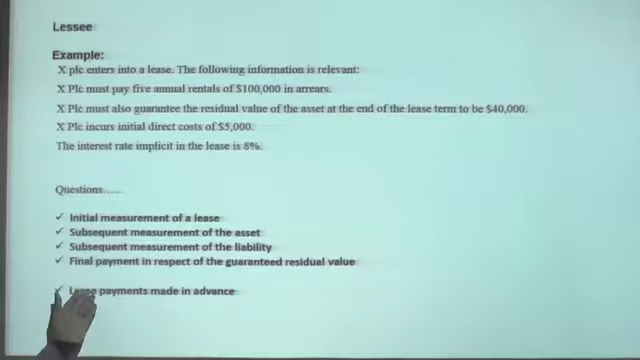 Lessee
Example:
X plc enters into a lease. The following information is relevant:
X Plc must pay five annual rentals of $100,000 in arrears.
X Plc must also guarantee the residual value of the asset at the end of the lease term to be $40,000.
X Plc incurs initial direct costs of $5,000.
The interest rate implicit in the lease is 8%.
Questions.....
✓ Initial measurement of a lease
✓ Subsequent measurement of the asset
✓ Subsequent measurement of the liability
✓ Final payment in respect of the guaranteed residual value
✓ Lease payments made in advance